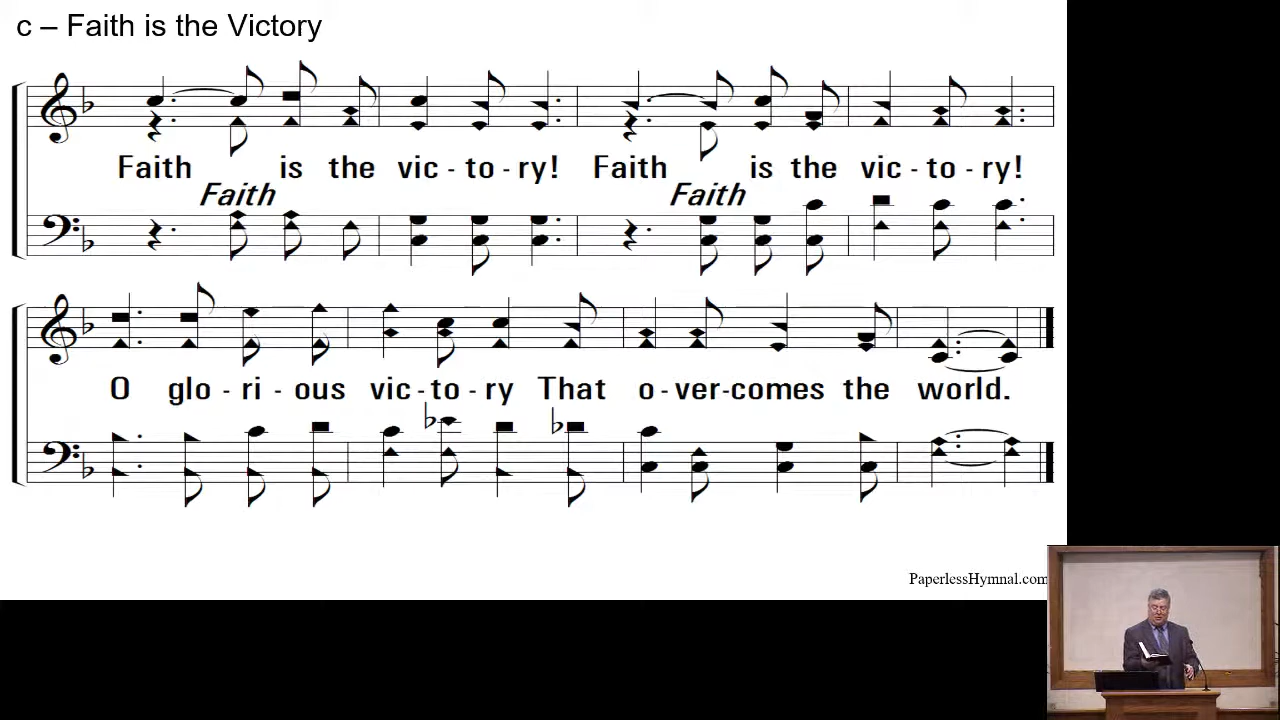 c – Faith is the Victory
Faith is the vic - to - ry! Faith is the vic - to - ry!
Faith Faith
O glo - ri - ous vic - to - ry That o - ver - comes the world.
PaperlessHymnal.com